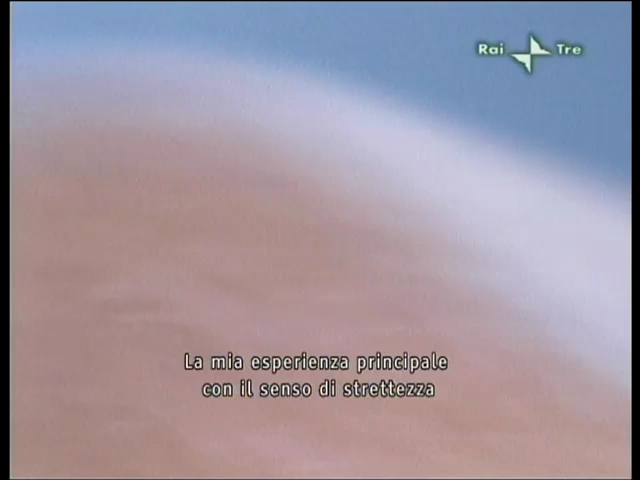 Rai Tre
La mia esperienza principale
con il senso di strettezza